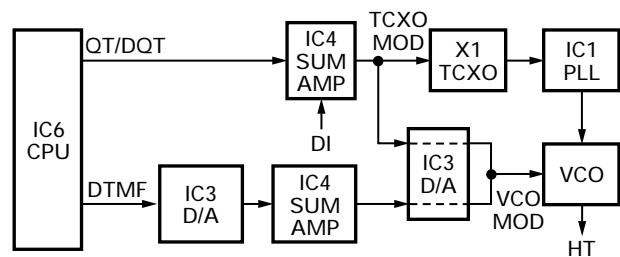 QT/DQT
IC4
SUM
AMP
TCXO
MOD
X1
TCXO
IC1
PLL
IC6
CPU
DI
DTMF
IC3
D/A
IC4
SUM
AMP
IC3
D/A
VCO
MOD
VCO
HT